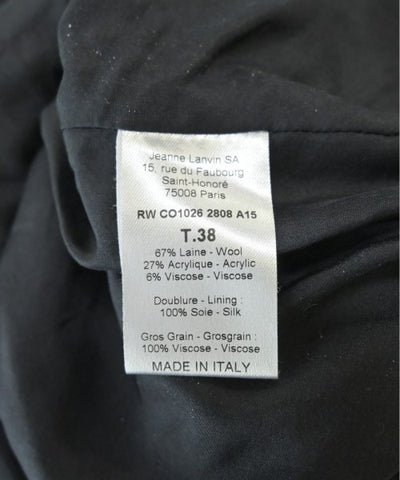 Jeanne Lanvin SA
15, rue du Faubourg
Saint-Honoré
75008 Paris
RW CO1026 2808 A15
T.38
67% Laine - Wool
27% Acrylique - Acrylic
6% Viscose - Viscose
Doublure - Lining :
100% Soie - Silk
Gros Grain - Grosgrain :
100% Viscose - Viscose
MADE IN ITALY